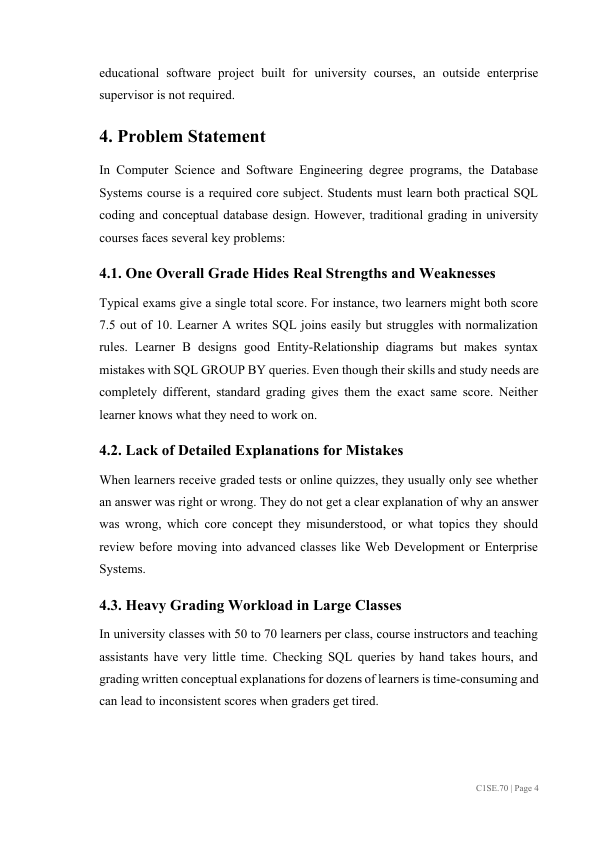 educational software project built for university courses, an outside enterprise
supervisor is not required.
4. Problem Statement
In Computer Science and Software Engineering degree programs, the Database
Systems course is a required core subject. Students must learn both practical SQL
coding and conceptual database design. However, traditional grading in university
courses faces several key problems:
4.1. One Overall Grade Hides Real Strengths and Weaknesses
Typical exams give a single total score. For instance, two learners might both score
7.5 out of 10. Learner A writes SQL joins easily but struggles with normalization
rules. Learner B designs good Entity-Relationship diagrams but makes syntax
mistakes with SQL GROUP BY queries. Even though their skills and study needs are
completely different, standard grading gives them the exact same score. Neither
learner knows what they need to work on.
4.2. Lack of Detailed Explanations for Mistakes
When learners receive graded tests or online quizzes, they usually only see whether
an answer was right or wrong. They do not get a clear explanation of why an answer
was wrong, which core concept they misunderstood, or what topics they should
review before moving into advanced classes like Web Development or Enterprise
Systems.
4.3. Heavy Grading Workload in Large Classes
In university classes with 50 to 70 learners per class, course instructors and teaching
assistants have very little time. Checking SQL queries by hand takes hours, and
grading written conceptual explanations for dozens of learners is time-consuming and
can lead to inconsistent scores when graders get tired.
C1SE.70 | Page 4